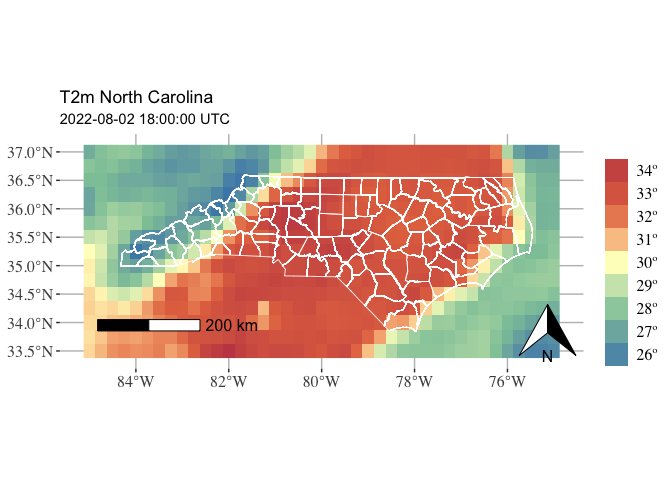 T2m North Carolina
2022-08-02 18:00:00 UTC
37.0°N
36.5°N
36.0°N
35.5°N
35.0°N
34.5°N
34.0°N
33.5°N
84°W
82°W
80°W
78°W
76°W
200 km
N
34º
33º
32º
31º
30º
29º
28º
27º
26º